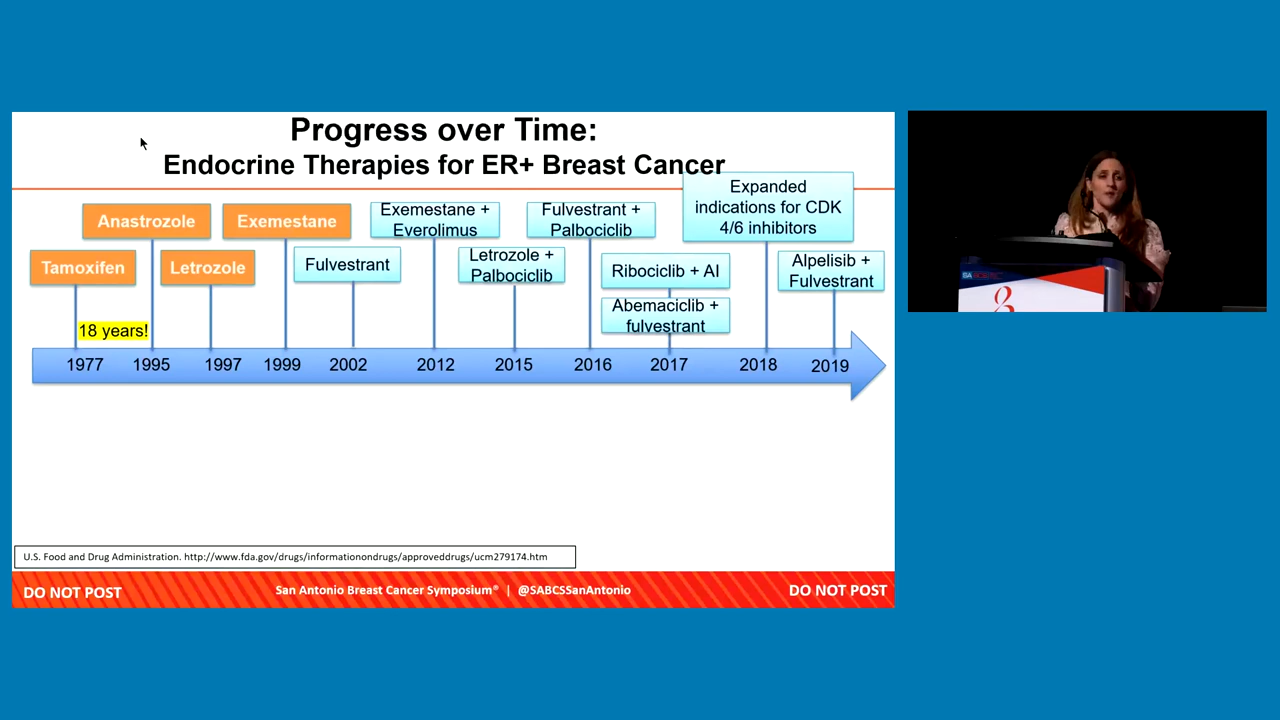 Progress over Time:
Endocrine Therapies for ER+ Breast Cancer
Expanded
indications for CDK
4/6 inhibitors
Anastrozole
Exemestane
Exemestane +
Everolimus
Fulvestrant +
Palbociclib
Tamoxifen
Letrozole
Fulvestrant
Letrozole +
Palbociclib
Ribociclib + AI
Alpelisib +
Fulvestrant
Abemaciclib +
fulvestrant
18 years!
1977 1995 1997 1999 2002 2012 2015 2016 2017 2018 2019
U.S. Food and Drug Administration. http://www.fda.gov/drugs/informationondrugs/approveddrugs/ucm279174.htm
DO NOT POST San Antonio Breast Cancer Symposium® | @SABCSSanAntonio DO NOT POST